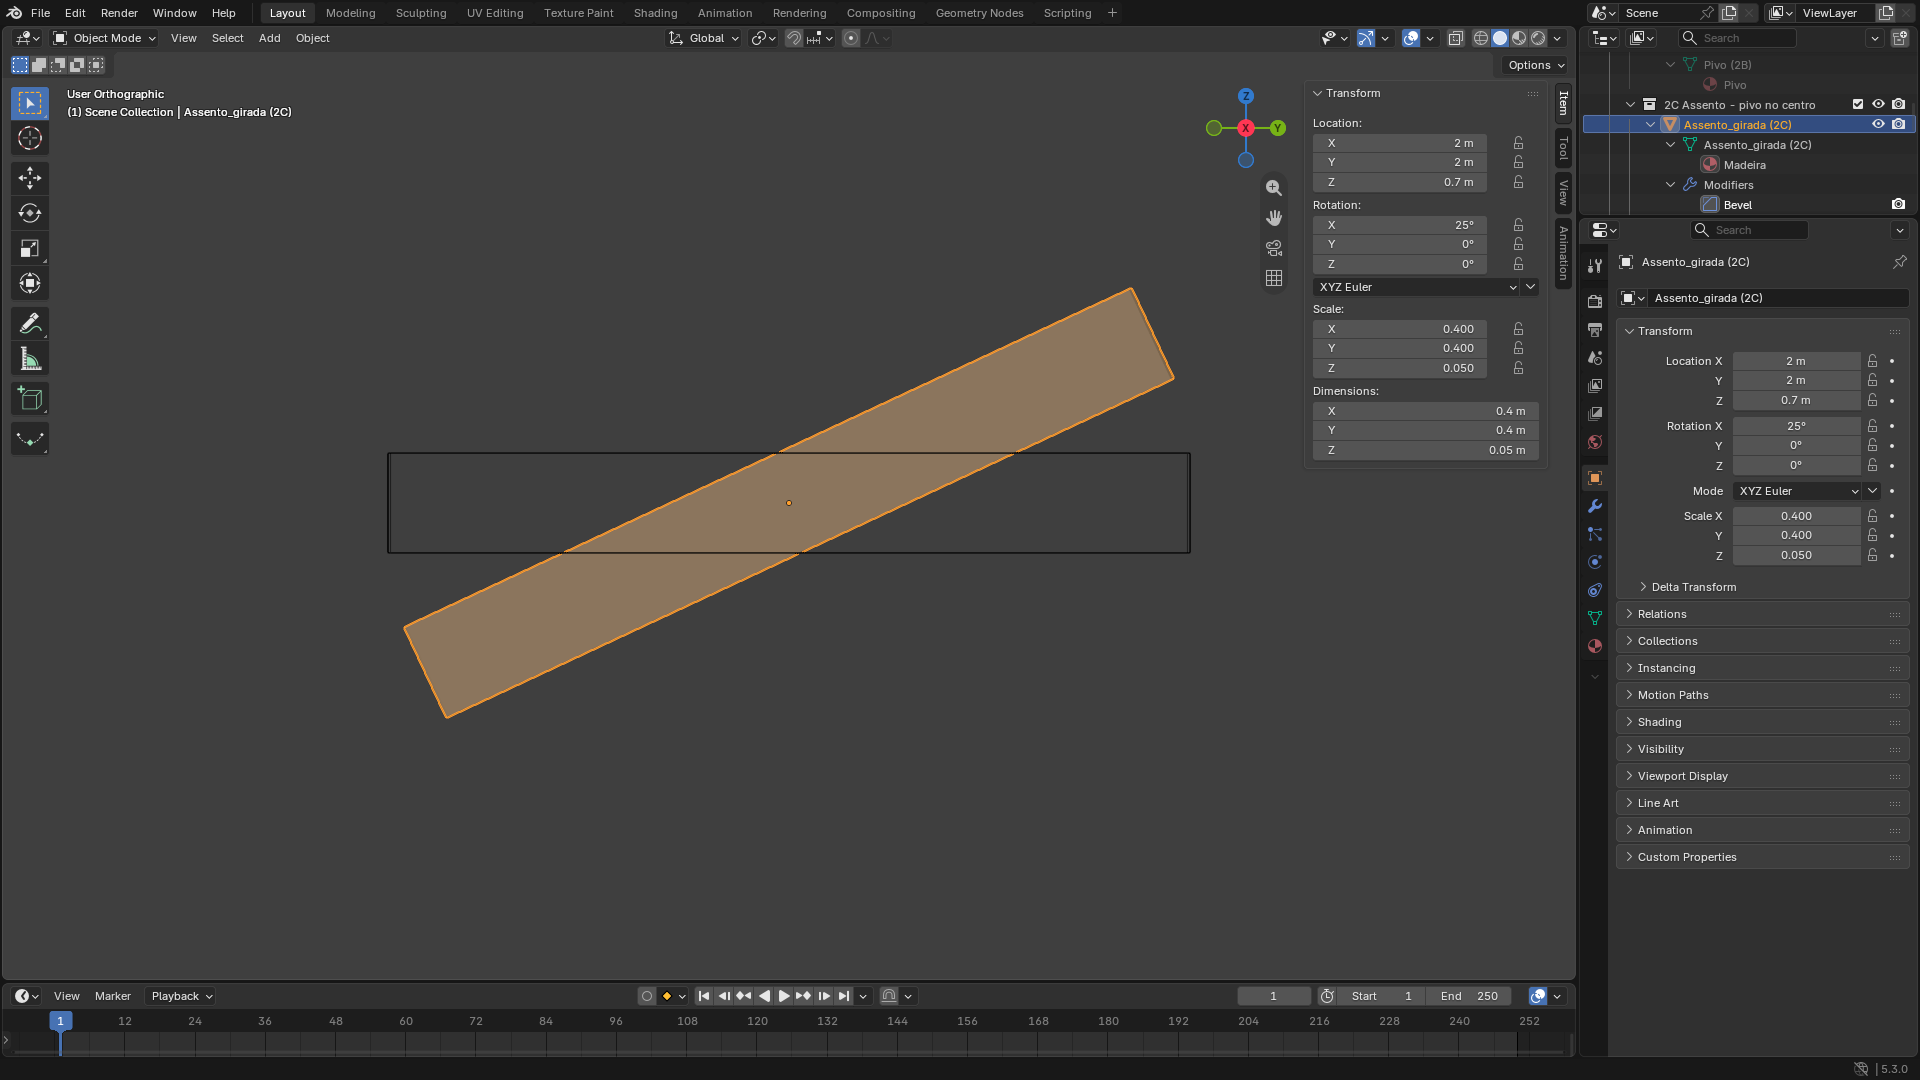 File Edit Render Window Help Layout Modeling Sculpting UV Editing Texture Paint Shading Animation Rendering Compositing Geometry Nodes Scripting + Scene ViewLayer
Object Mode View Select Add Object Global Search
Options
User Orthographic
(1) Scene Collection | Assento_girada (2C)
Z
X
Y
Transform
Location:
X 2 m
Y 2 m
Z 0.7 m
Rotation:
X 25°
Y 0°
Z 0°
XYZ Euler
Scale:
X 0.400
Y 0.400
Z 0.050
Dimensions:
X 0.4 m
Y 0.4 m
Z 0.05 m
Item
Tool
View
Animation
Pivo (2B)
Pivo
2C Assento - pivo no centro
Assento_girada (2C)
Assento_girada (2C)
Madeira
Modifiers
Bevel
Search
Assento_girada (2C)
Assento_girada (2C)
Transform
Location X 2 m
Y 2 m
Z 0.7 m
Rotation X 25°
Y 0°
Z 0°
Mode XYZ Euler
Scale X 0.400
Y 0.400
Z 0.050
Delta Transform
Relations
Collections
Instancing
Motion Paths
Shading
Visibility
Viewport Display
Line Art
Animation
Custom Properties
View Marker Playback 1 Start 1 End 250
1 12 24 36 48 60 72 84 96 108 120 132 144 156 168 180 192 204 216 228 240 252
5.3.0